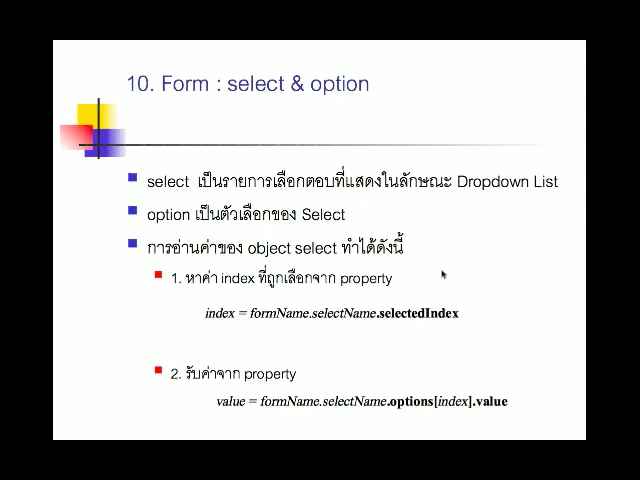 10. Form : select & option
select เป็นรายการเลือกตอบที่แสดงในลักษณะ Dropdown List
option เป็นตัวเลือกของ Select
การอ่านค่าของ object select ทำได้ดังนี้
1. หาค่า index ที่ถูกเลือกจาก property
index = formName.selectName.selectedIndex
2. รับค่าจาก property
value = formName.selectName.options[index].value